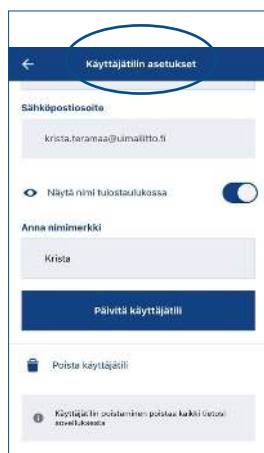 Käyttäjätilin asetukset
Sähköpostiosoite
krista.teramaa@uimaliitto.fi
Näytä nimi tulostaulukossa
Anna nimimerkki
Krista
Päivitä käyttäjätili
Poista käyttäjätili
Käyttäjätilin poistaminen poistaa kaikki tietosi
sovelluksesta